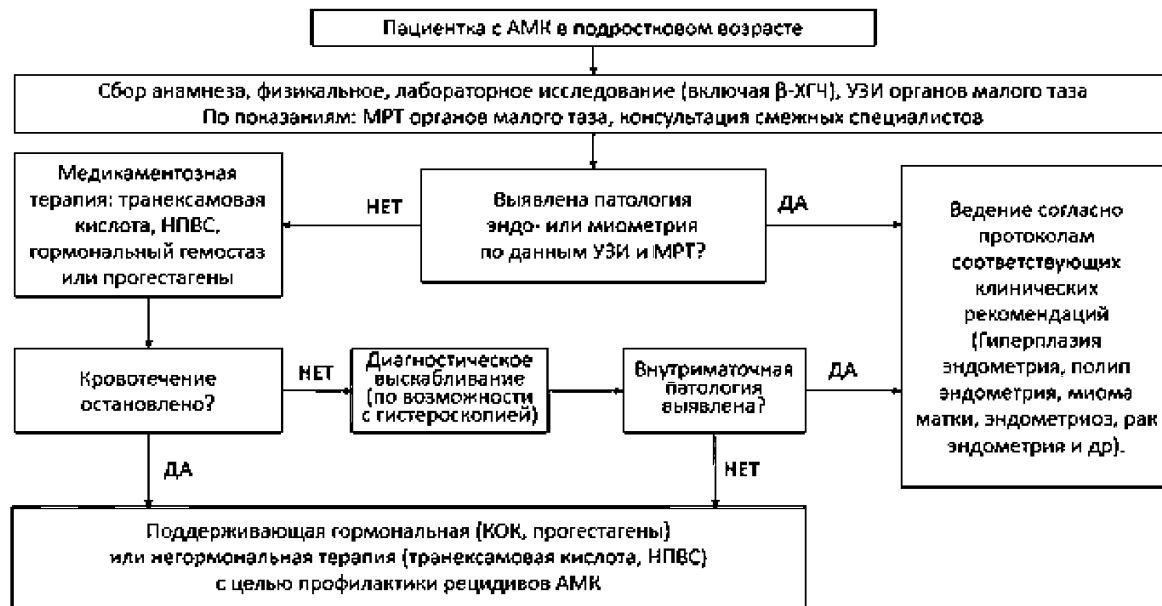 Пациентка с АМК в подростковом возрасте
Сбор анамнеза, физикальное, лабораторное исследование (включая β-ХГЧ), УЗИ органов малого таза
По показаниям: МРТ органов малого таза, консультация смежных специалистов
Медикаментозная
терапия: транексамовая
кислота, НПВС,
гормональный гемостаз
или прогестагены
НЕТ
Выявлена патология
эндо- или миометрия
по данным УЗИ и МРТ?
ДА
Ведение согласно
протоколам
соответствующих
клинических
рекомендаций
(Гиперплазия
эндометрия, полип
эндометрия, миома
матки, эндометриоз, рак
эндометрия и др).
Кровотечение
остановлено?
НЕТ
Диагностическое
выскабливание
(по возможности
с гистероскопией)
Внутриматочная
патология
выявлена?
ДА
ДА
НЕТ
Поддерживающая гормональная (КОК, прогестагены)
или негормональная терапия (транексамовая кислота, НПВС)
с целью профилактики рецидивов АМК